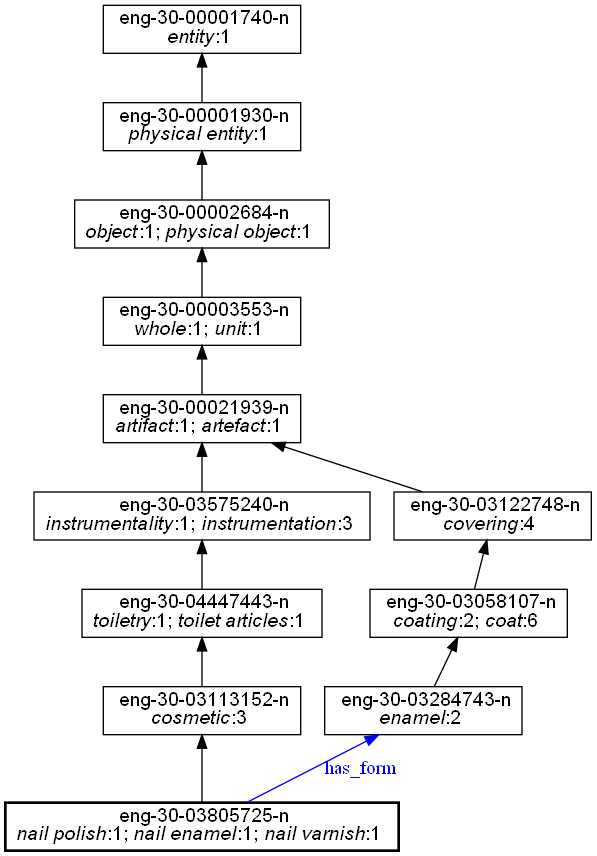 eng-30-00001740-n
entity:1
eng-30-00001930-n
physical entity:1
eng-30-00002684-n
object:1; physical object:1
eng-30-00003553-n
whole:1; unit:1
eng-30-00021939-n
artifact:1; artefact:1
eng-30-03575240-n
instrumentality:1; instrumentation:3
eng-30-03122748-n
covering:4
eng-30-04447443-n
toiletry:1; toilet articles:1
eng-30-03058107-n
coating:2; coat:6
eng-30-03113152-n
cosmetic:3
eng-30-03284743-n
enamel:2
has_form
eng-30-03805725-n
nail polish:1; nail enamel:1; nail varnish:1